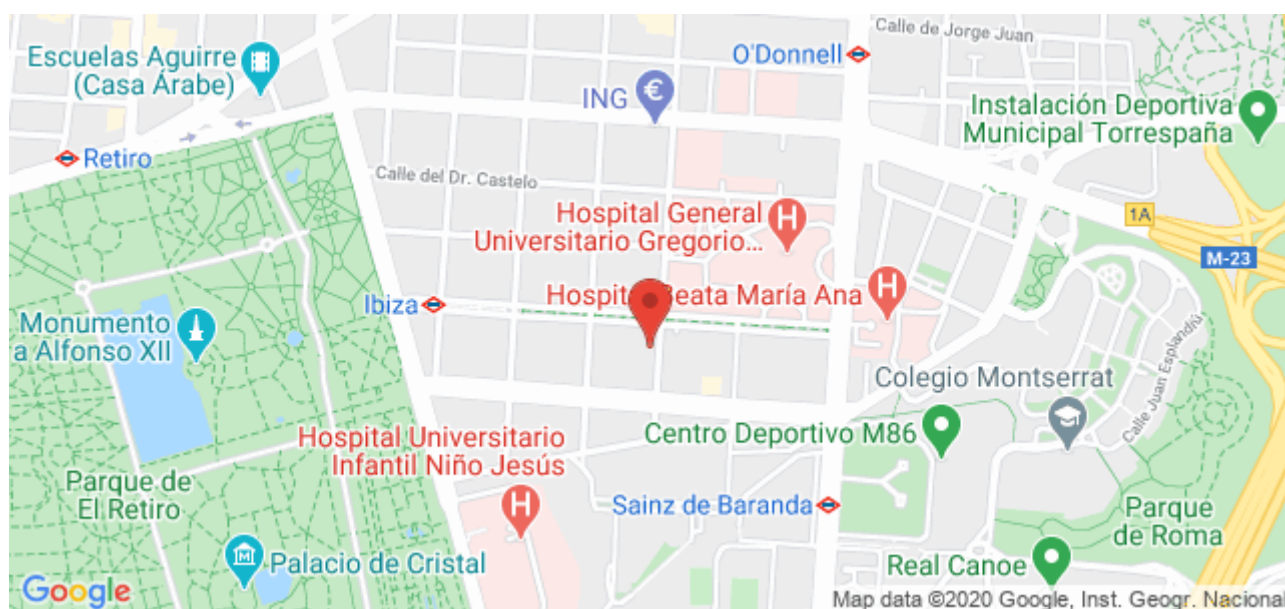 Calle de Jorge Juan
Escuelas Aguirre
(Casa Árabe)
O'Donnell
ING
€
Instalación Deportiva
Municipal Torrespaña
Retiro
Calle del Dr. Castelo
1A
Hospital General
Universitario Gregorio...
H
M-23
Hospital Beata María Ana
H
Ibiza
Monumento
a Alfonso XII
Calle Juan Esplandiú
Colegio Montserrat
Hospital Universitario
Infantil Niño Jesús
H
Centro Deportivo M86
Parque de
El Retiro
Sainz de Baranda
Parque
de Roma
Palacio de Cristal
Real Canoe
Google
Map data ©2020 Google, Inst. Geogr. Nacional